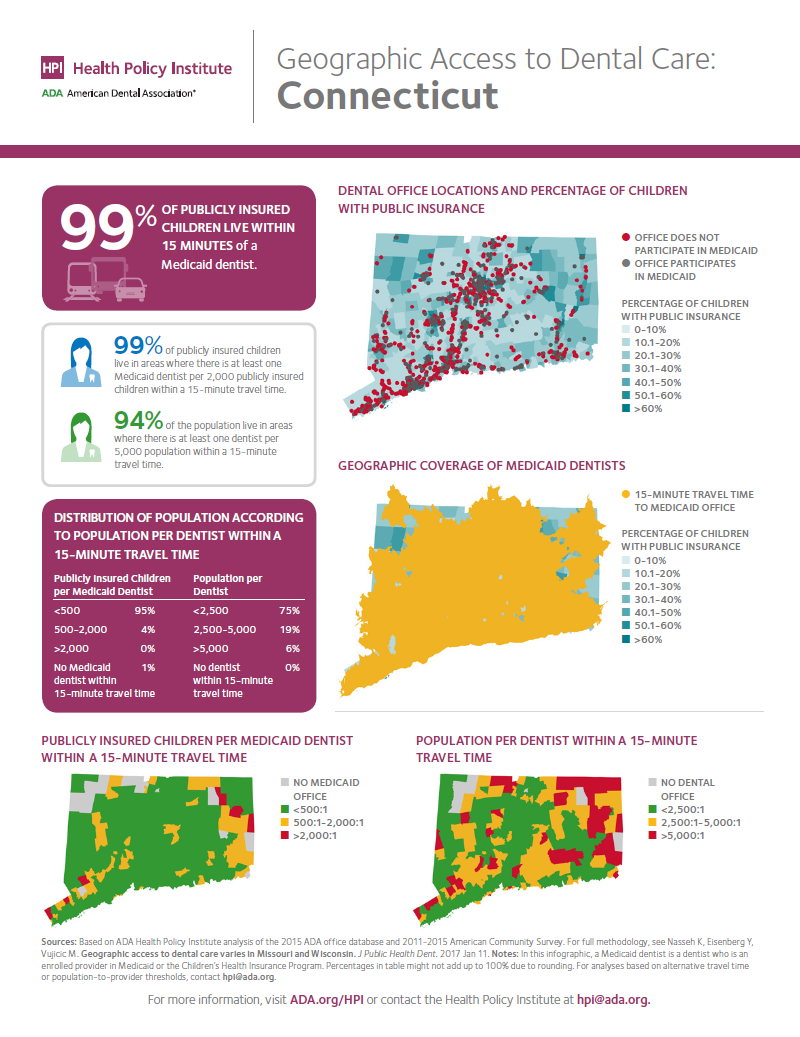 HPI Health Policy Institute
ADA American Dental Association®
Geographic Access to Dental Care:
Connecticut
99%
OF PUBLICLY INSURED
CHILDREN LIVE WITHIN
15 MINUTES of a
Medicaid dentist.
99% of publicly insured children
live in areas where there is at least one
Medicaid dentist per 2,000 publicly insured
children within a 15-minute travel time.
94% of the population live in areas
where there is at least one dentist per
5,000 population within a 15-minute
travel time.
DISTRIBUTION OF POPULATION ACCORDING
TO POPULATION PER DENTIST WITHIN A
15-MINUTE TRAVEL TIME
Publicly Insured Children
per Medicaid Dentist
Population per
Dentist
<500 95% <2,500 75%
500-2,000 4% 2,500-5,000 19%
>2,000 0% >5,000 6%
No Medicaid 1% No dentist 0%
dentist within within 15-minute
15-minute travel time travel time
DENTAL OFFICE LOCATIONS AND PERCENTAGE OF CHILDREN
WITH PUBLIC INSURANCE
OFFICE DOES NOT
PARTICIPATE IN MEDICAID
OFFICE PARTICIPATES
IN MEDICAID
PERCENTAGE OF CHILDREN
WITH PUBLIC INSURANCE
0-10%
10.1-20%
20.1-30%
30.1-40%
40.1-50%
50.1-60%
>60%
GEOGRAPHIC COVERAGE OF MEDICAID DENTISTS
15-MINUTE TRAVEL TIME
TO MEDICAID OFFICE
PERCENTAGE OF CHILDREN
WITH PUBLIC INSURANCE
0-10%
10.1-20%
20.1-30%
30.1-40%
40.1-50%
50.1-60%
>60%
PUBLICLY INSURED CHILDREN PER MEDICAID DENTIST
WITHIN A 15-MINUTE TRAVEL TIME
NO MEDICAID
OFFICE
<500:1
500:1-2,000:1
>2,000:1
POPULATION PER DENTIST WITHIN A 15-MINUTE
TRAVEL TIME
NO DENTAL
OFFICE
<2,500:1
2,500:1-5,000:1
>5,000:1
Sources: Based on ADA Health Policy Institute analysis of the 2015 ADA office database and 2011-2015 American Community Survey. For full methodology, see Nasseh K, Eisenberg Y,
Vujicic M. Geographic access to dental care varies in Missouri and Wisconsin. J Public Health Dent. 2017 Jan 11. Notes: In this infographic, a Medicaid dentist is a dentist who is an
enrolled provider in Medicaid or the Children's Health Insurance Program. Percentages in table might not add up to 100% due to rounding. For analyses based on alternative travel time
or population-to-provider thresholds, contact hpi@ada.org.
For more information, visit ADA.org/HPI or contact the Health Policy Institute at hpi@ada.org.